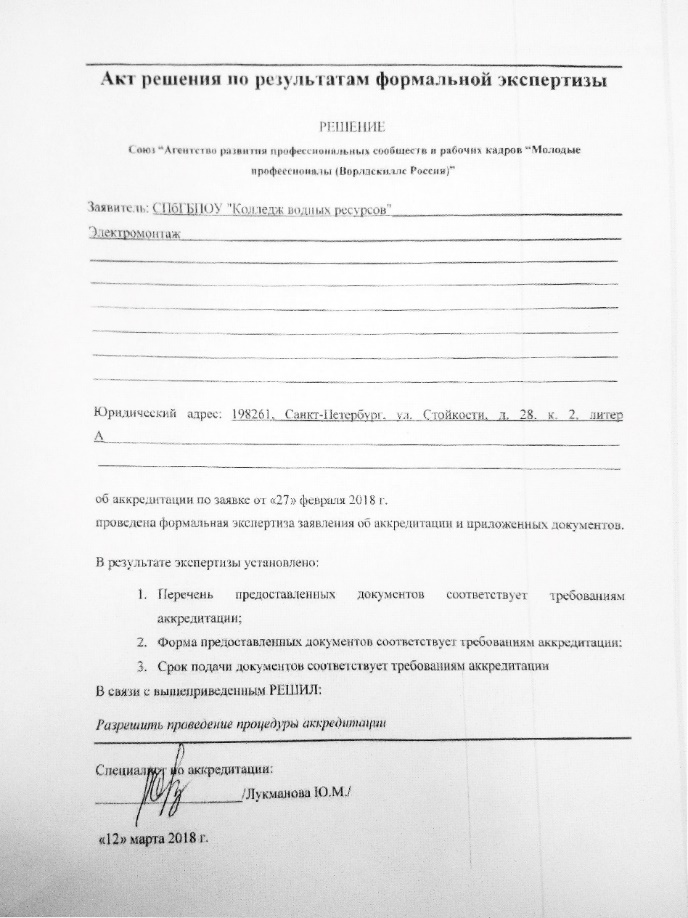 Акт решения по результатам формальной экспертизы
РЕШЕНИЕ
Союз “Агентство развития профессиональных сообществ и рабочих кадров “Молодые
профессионалы (Ворлдскиллс Россия)”
Заявитель: СПбГБПОУ "Колледж водных ресурсов"
Электромонтаж
Юридический адрес: 198261, Санкт-Петербург, ул. Стойкости, д. 28, к. 2, литер
А
об аккредитации по заявке от «27» февраля 2018 г.
проведена формальная экспертиза заявления об аккредитации и приложенных документов.
В результате экспертизы установлено:
1. Перечень предоставленных документов соответствует требованиям
аккредитации;
2. Форма предоставленных документов соответствует требованиям аккредитации;
3. Срок подачи документов соответствует требованиям аккредитации
В связи с вышеприведенным РЕШИЛ:
Разрешить проведение процедуры аккредитации
Специалист по аккредитации:
/Лукманова Ю.М./
«12» марта 2018 г.